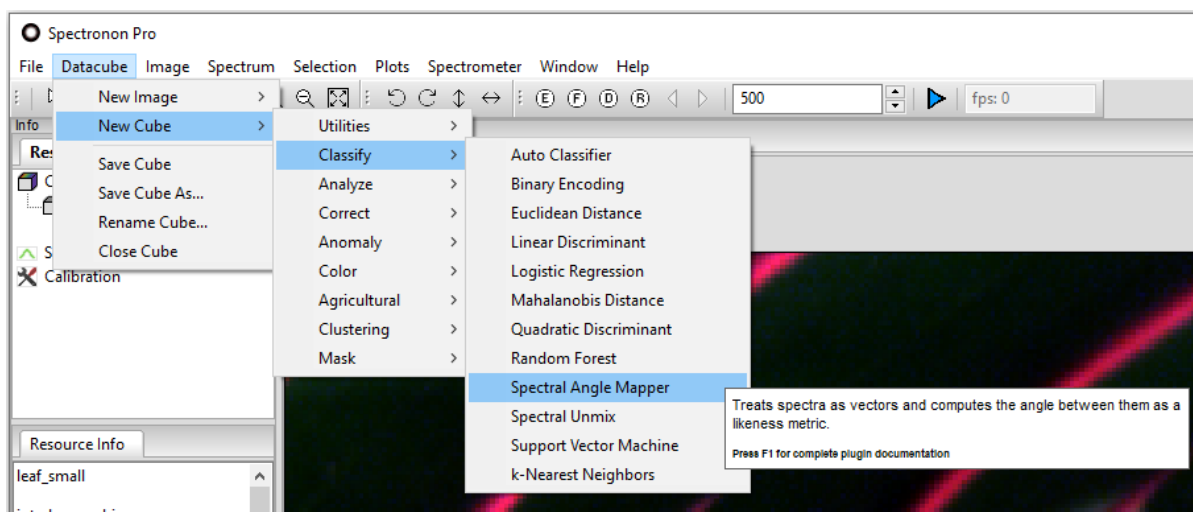 Spectronon Pro
File Datacube Image Spectrum Selection Plots Spectrometer Window Help
E F D R 500 fps: 0
New Image
New Cube
Save Cube
Save Cube As...
Rename Cube...
Close Cube
Utilities
Classify
Analyze
Correct
Anomaly
Color
Agricultural
Clustering
Mask
Auto Classifier
Binary Encoding
Euclidean Distance
Linear Discriminant
Logistic Regression
Mahalanobis Distance
Quadratic Discriminant
Random Forest
Spectral Angle Mapper
Spectral Unmix
Support Vector Machine
k-Nearest Neighbors
Treats spectra as vectors and computes the angle between them as a
likeness metric.
Press F1 for complete plugin documentation
Info
Calibration
Resource Info
leaf_small